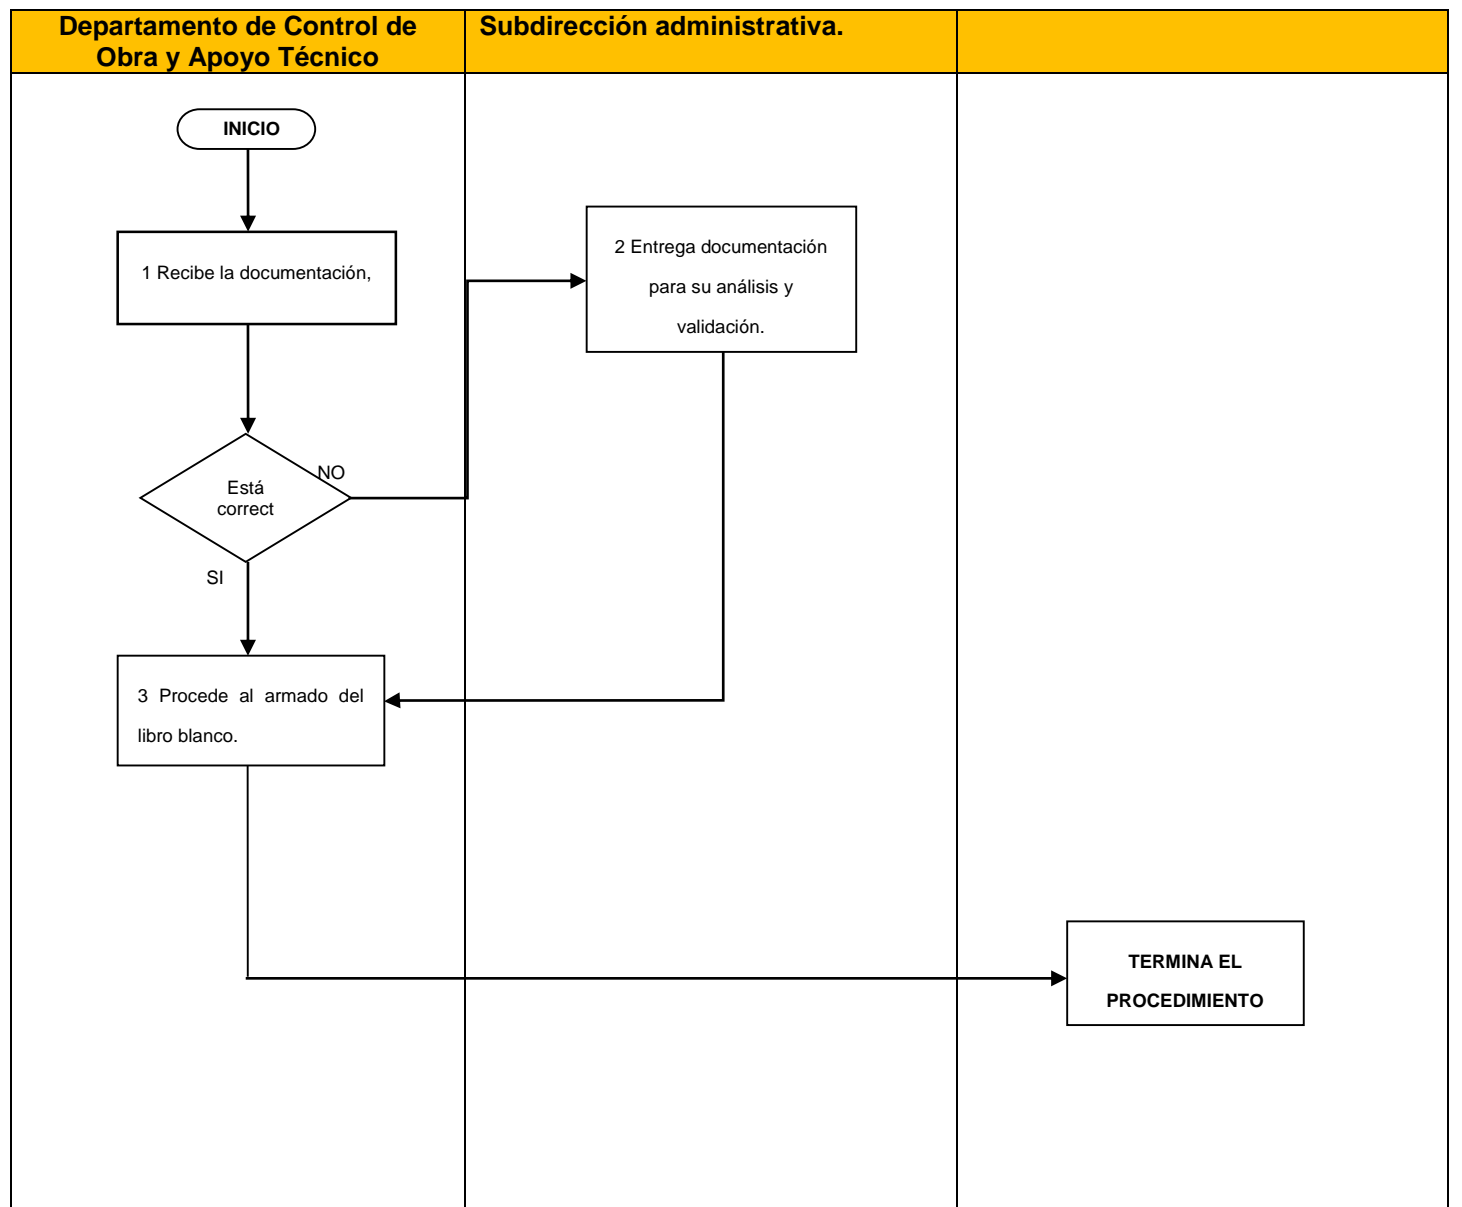 Departamento de Control de
Obra y Apoyo Técnico
Subdirección administrativa.
INICIO
1 Recibe la documentación,
2 Entrega documentación
para su análisis y
validación.
NO
Está
correct
SI
3 Procede al armado del
libro blanco.
TERMINA EL
PROCEDIMIENTO